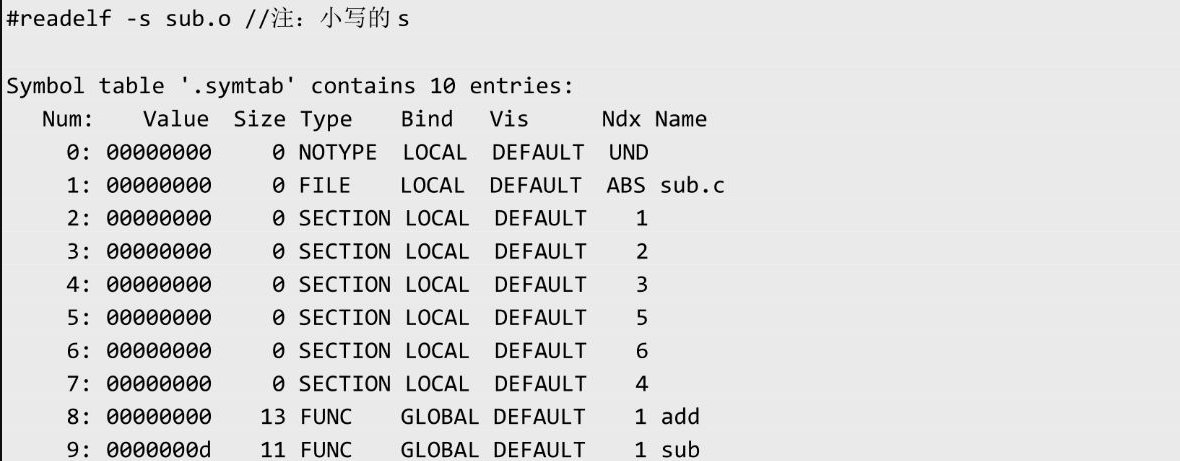 #readelf -s sub.o //注：小写的 s
Symbol table '.symtab' contains 10 entries:
Num: Value Size Type Bind Vis Ndx Name
0: 00000000 0 NOTYPE LOCAL DEFAULT UND
1: 00000000 0 FILE LOCAL DEFAULT ABS sub.c
2: 00000000 0 SECTION LOCAL DEFAULT 1
3: 00000000 0 SECTION LOCAL DEFAULT 2
4: 00000000 0 SECTION LOCAL DEFAULT 3
5: 00000000 0 SECTION LOCAL DEFAULT 5
6: 00000000 0 SECTION LOCAL DEFAULT 6
7: 00000000 0 SECTION LOCAL DEFAULT 4
8: 00000000 13 FUNC GLOBAL DEFAULT 1 add
9: 0000000d 11 FUNC GLOBAL DEFAULT 1 sub